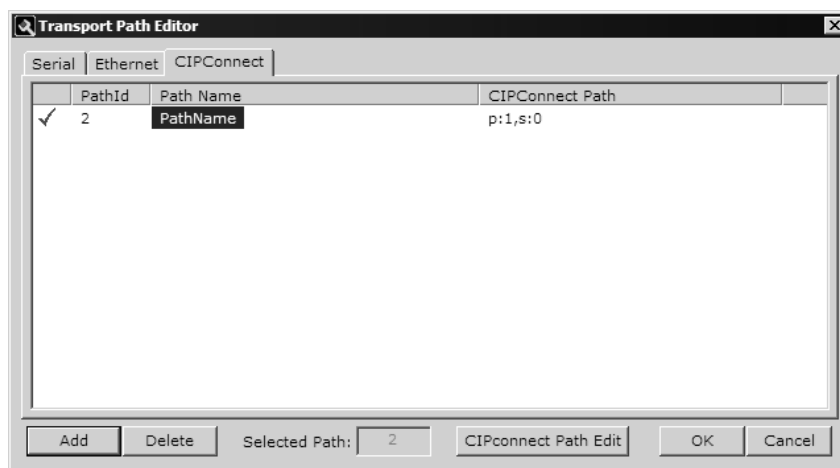 Transport Path Editor
Serial Ethernet CIPConnect
PathId Path Name CIPConnect Path
2 PathName p:1,s:0
Add Delete Selected Path: 2 CIPconnect Path Edit OK Cancel